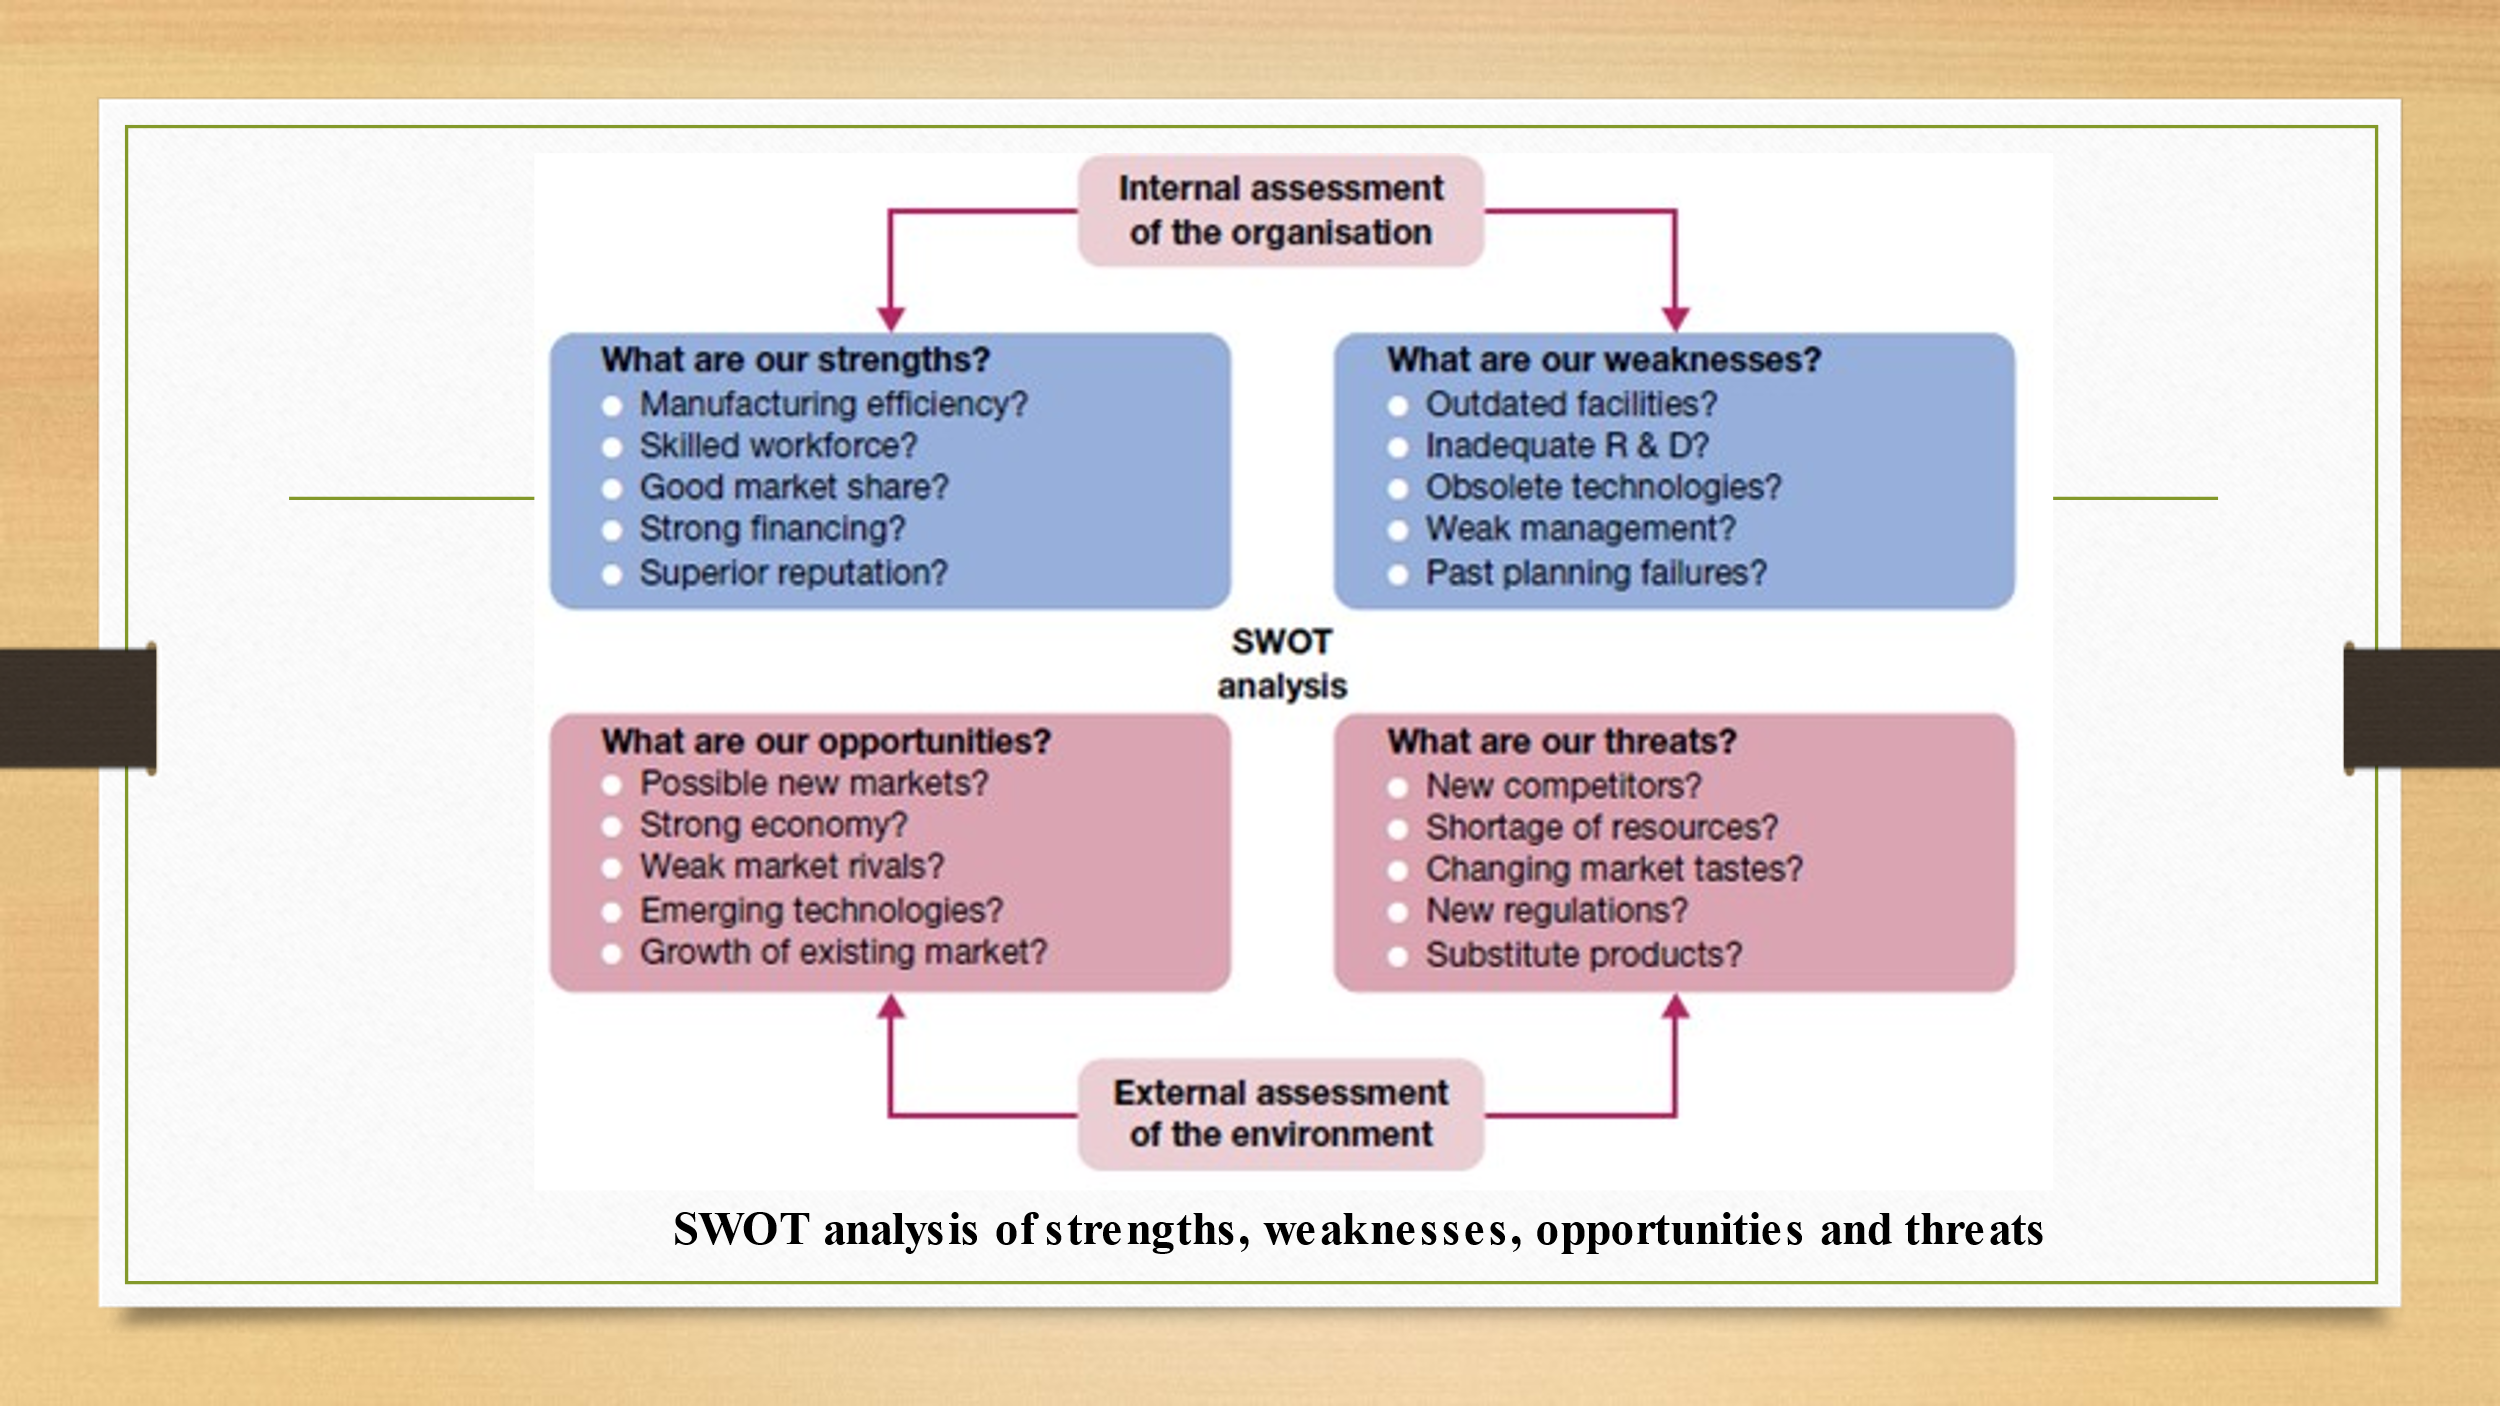 Internal assessment
of the organisation
What are our strengths?
Manufacturing efficiency?
Skilled workforce?
Good market share?
Strong financing?
Superior reputation?
What are our weaknesses?
Outdated facilities?
Inadequate R & D?
Obsolete technologies?
Weak management?
Past planning failures?
SWOT
analysis
What are our opportunities?
Possible new markets?
Strong economy?
Weak market rivals?
Emerging technologies?
Growth of existing market?
What are our threats?
New competitors?
Shortage of resources?
Changing market tastes?
New regulations?
Substitute products?
External assessment
of the environment
SWOT analysis of strengths, weaknesses, opportunities and threats